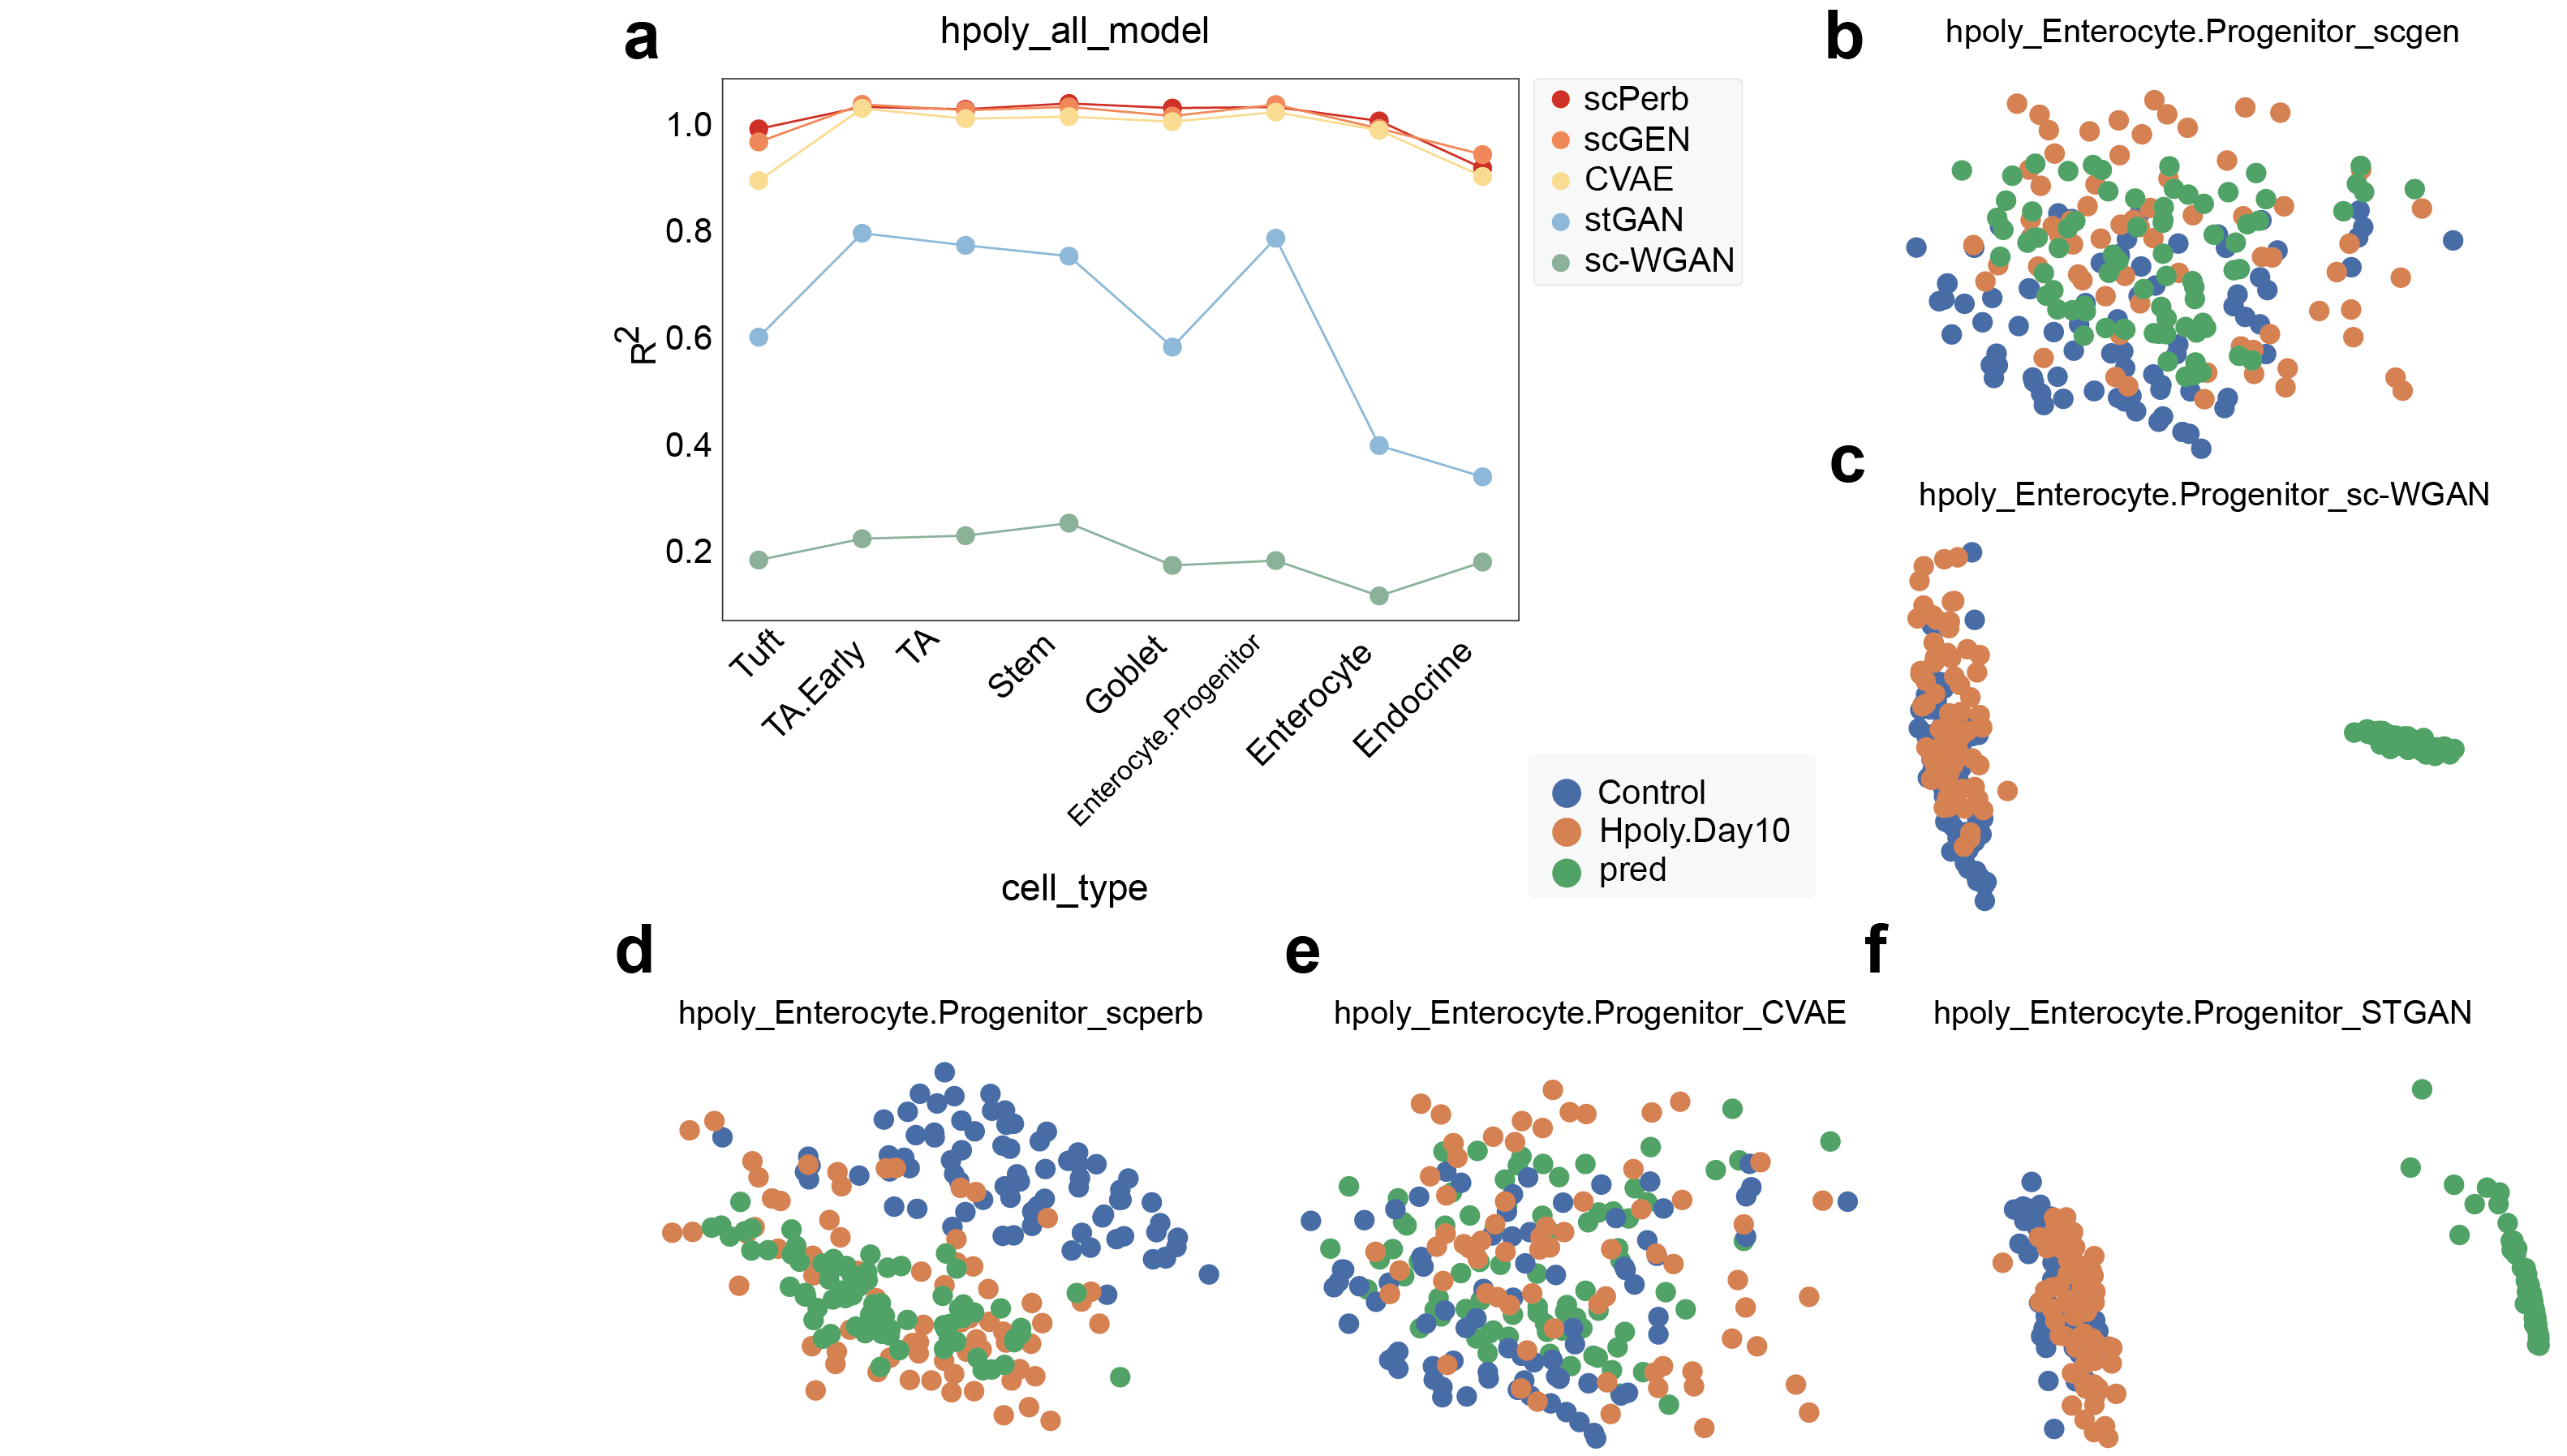 a
hpoly_all_model
R2
1.0
0.8
0.6
0.4
0.2
Tuft
TA.Early
TA
Stem
Goblet
Enterocyte.Progenitor
Enterocyte
Endocrine
cell_type
scPerb
scGEN
CVAE
stGAN
sc-WGAN
b
hpoly_Enterocyte.Progenitor_scgen
c
hpoly_Enterocyte.Progenitor_sc-WGAN
Control
Hpoly.Day10
pred
d
hpoly_Enterocyte.Progenitor_scperb
e
hpoly_Enterocyte.Progenitor_CVAE
f
hpoly_Enterocyte.Progenitor_STGAN